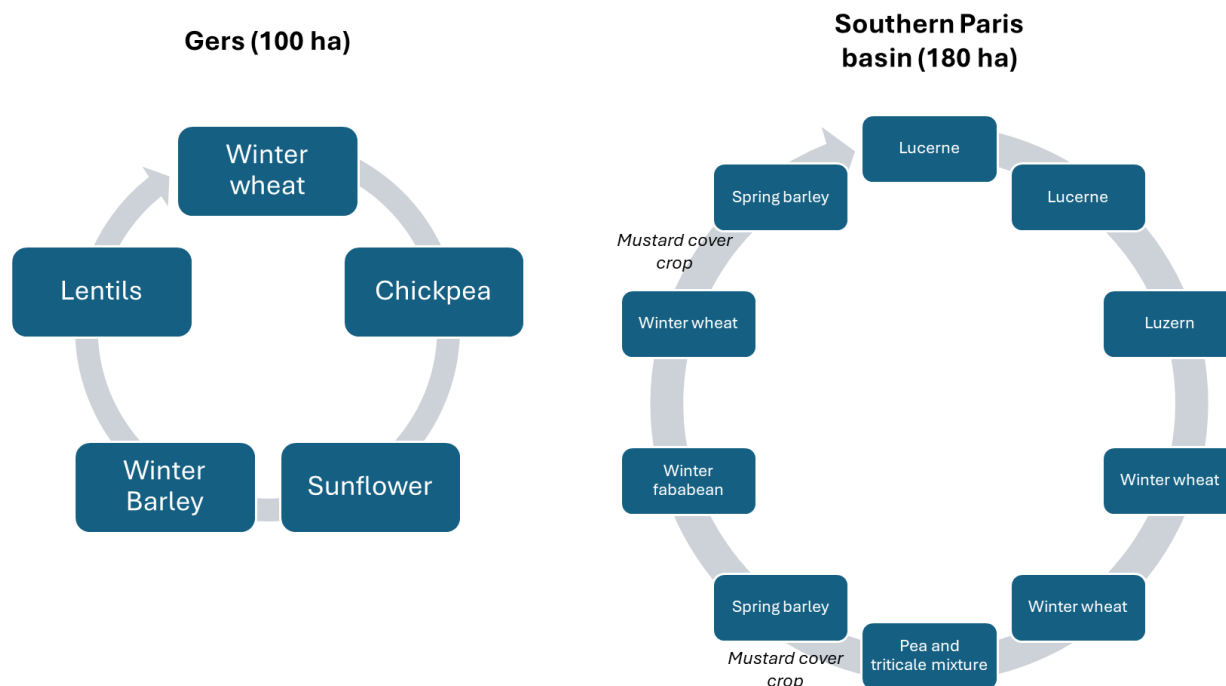 Gers (100 ha)
Winter
wheat
Chickpea
Sunflower
Winter
Barley
Lentils
Southern Paris
basin (180 ha)
Lucerne
Lucerne
Luzern
Winter wheat
Winter wheat
Pea and
triticale mixture
Mustard cover
crop
Spring barley
Winter
fababean
Winter wheat
Mustard cover
crop
Spring barley